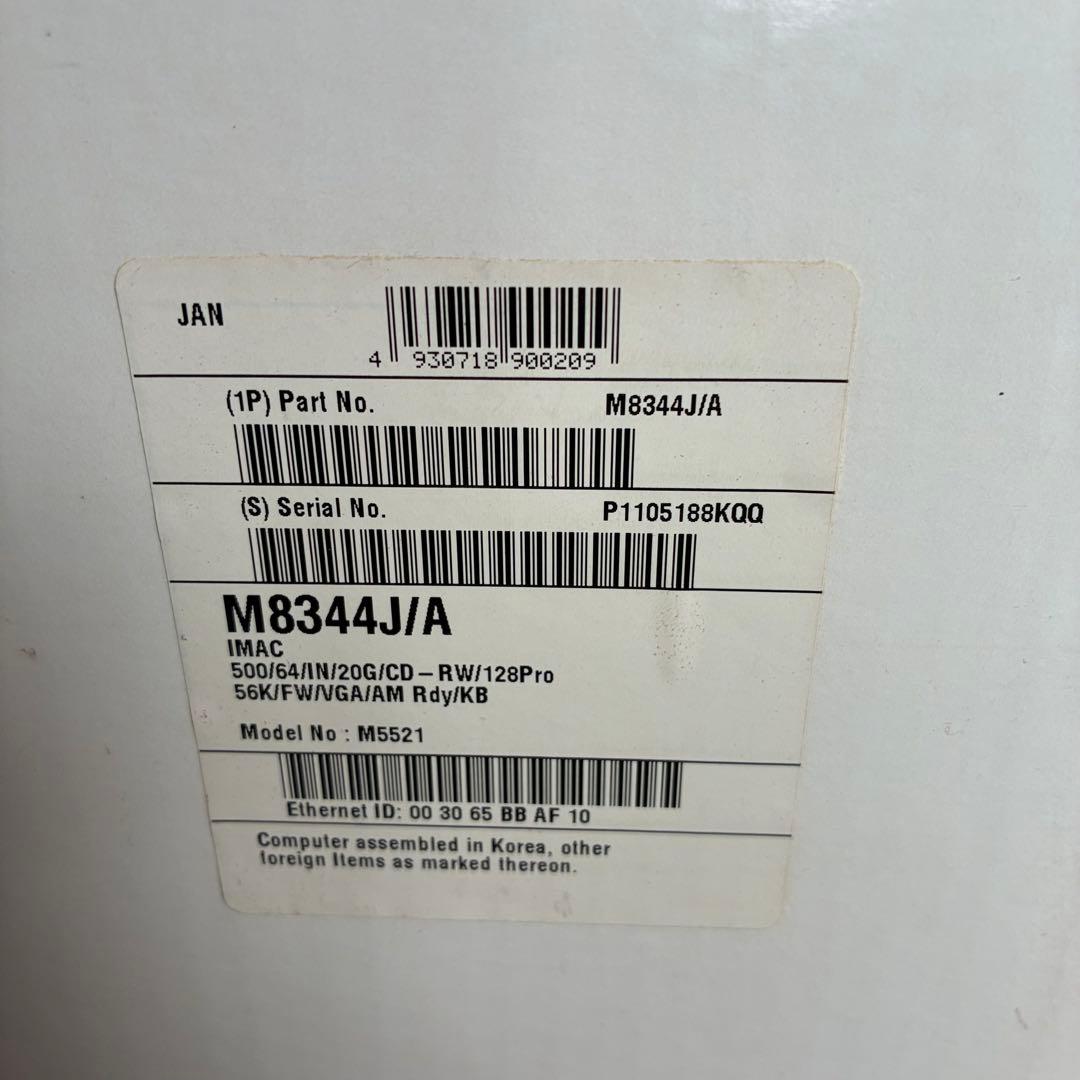 JAN
4 930718 900209
(1P) Part No. M8344J/A
(S) Serial No. P1105188KQQ
M8344J/A
IMAC
500/64/IN/20G/CD–RW/128Pro
56K/FW/VGA/AM Rdy/KB
Model No : M5521
Ethernet ID: 00 30 65 BB AF 10
Computer assembled in Korea, other
foreign Items as marked thereon.